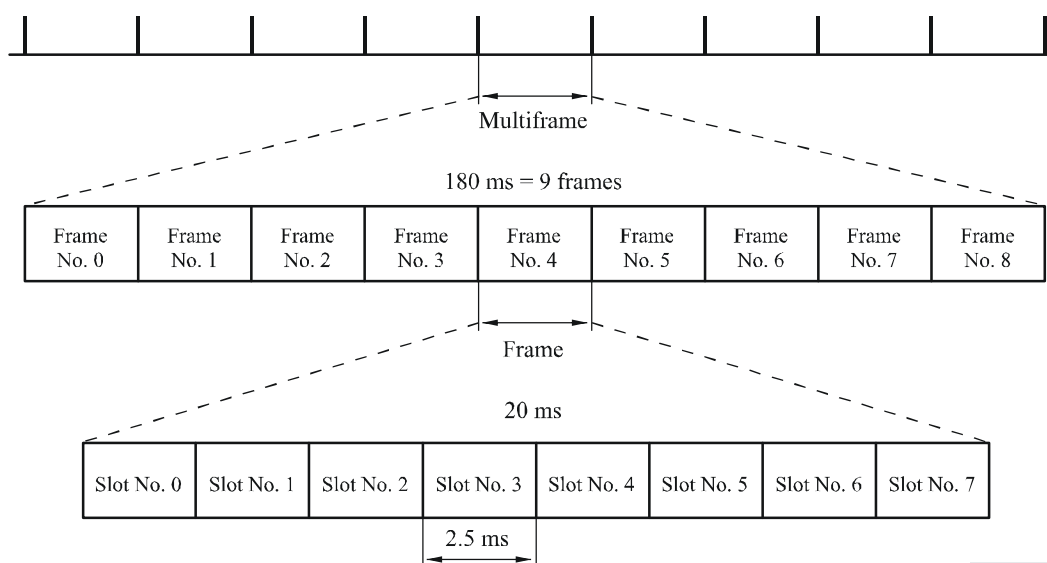 Multiframe
180 ms = 9 frames
Frame No. 0 Frame No. 1 Frame No. 2 Frame No. 3 Frame No. 4 Frame No. 5 Frame No. 6 Frame No. 7 Frame No. 8
Frame
20 ms
Slot No. 0 Slot No. 1 Slot No. 2 Slot No. 3 Slot No. 4 Slot No. 5 Slot No. 6 Slot No. 7
2.5 ms